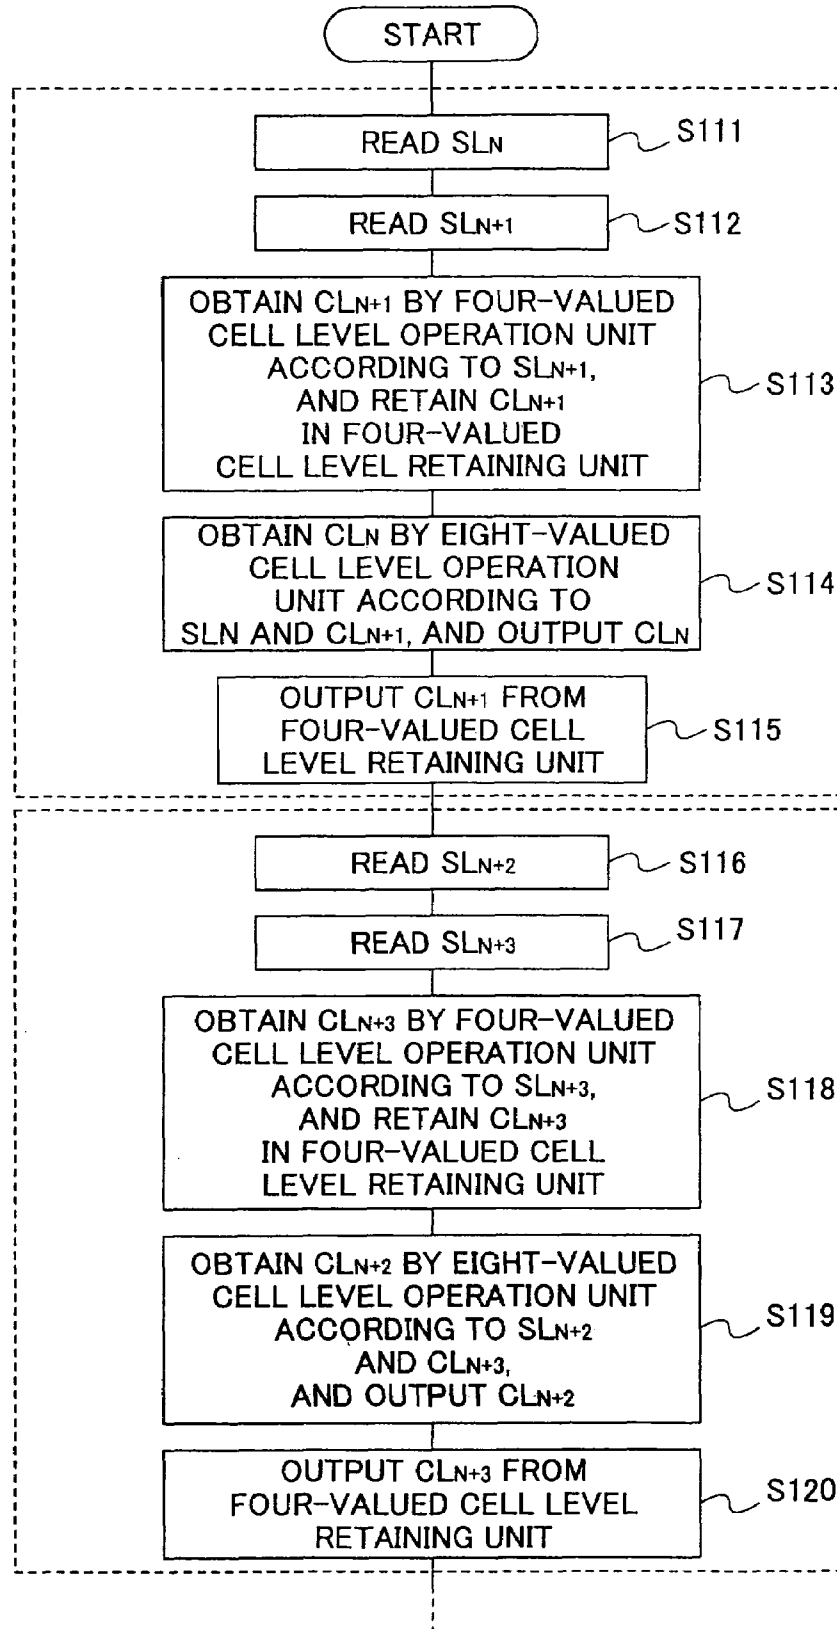 START
READ SLN
S111
READ SLN+1
S112
OBTAIN CLN+1 BY FOUR-VALUED
CELL LEVEL OPERATION UNIT
ACCORDING TO SLN+1,
AND RETAIN CLN+1
IN FOUR-VALUED
CELL LEVEL RETAINING UNIT
S113
OBTAIN CLN BY EIGHT-VALUED
CELL LEVEL OPERATION
UNIT ACCORDING TO
SLN AND CLN+1, AND OUTPUT CLN
S114
OUTPUT CLN+1 FROM
FOUR-VALUED CELL
LEVEL RETAINING UNIT
S115
READ SLN+2
S116
READ SLN+3
S117
OBTAIN CLN+3 BY FOUR-VALUED
CELL LEVEL OPERATION UNIT
ACCORDING TO SLN+3,
AND RETAIN CLN+3
IN FOUR-VALUED CELL
LEVEL RETAINING UNIT
S118
OBTAIN CLN+2 BY EIGHT-VALUED
CELL LEVEL OPERATION UNIT
ACCORDING TO SLN+2
AND CLN+3,
AND OUTPUT CLN+2
S119
OUTPUT CLN+3 FROM
FOUR-VALUED CELL LEVEL
RETAINING UNIT
S120